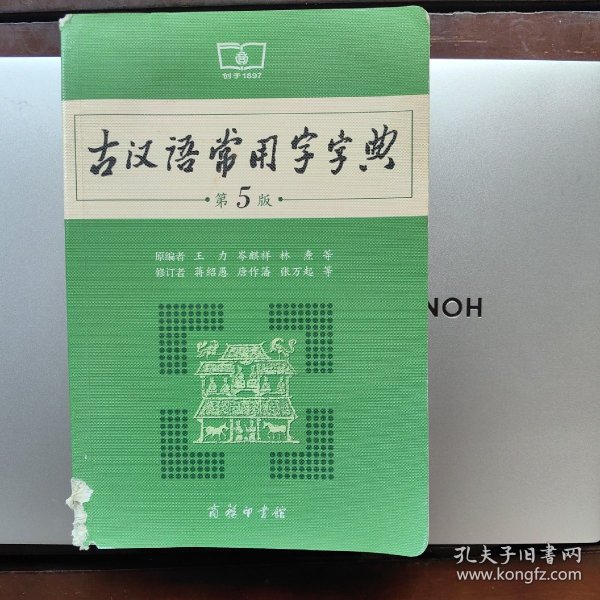 创于1897
古汉语常用字字典
·第5版·
原编者 王力 岑麒祥 林焘 等
修订者 蒋绍愚 唐作藩 张万起 等
HON
商务印书馆
孔夫子旧书网
www.kongfz.com